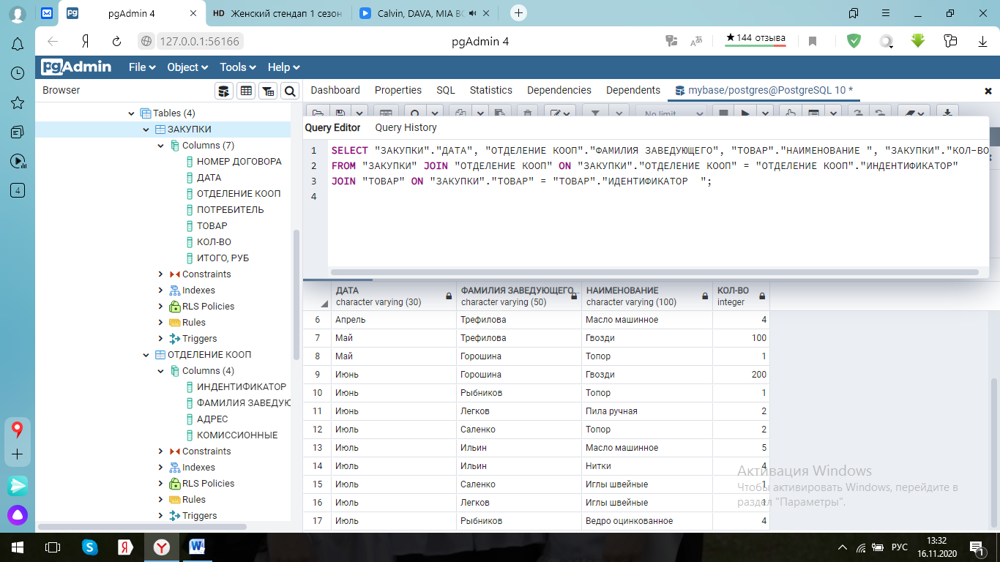 pgAdmin 4
HD Женский стендап 1 сезон
Calvin, DAVA, MIA BO
127.0.0.1:56166
pgAdmin 4
★144 отзыва
pgAdmin
File
Object
Tools
Help
Browser
Dashboard
Properties
SQL
Statistics
Dependencies
Dependents
mybase/postgres@PostgreSQL 10 *
No limit
Tables (4)
ЗАКУПКИ
Columns (7)
НОМЕР ДОГОВОРА
ДАТА
ОТДЕЛЕНИЕ КООП
ПОТРЕБИТЕЛЬ
ТОВАР
КОЛ-ВО
ИТОГО, РУБ
Constraints
Indexes
RLS Policies
Rules
Triggers
ОТДЕЛЕНИЕ КООП
Columns (4)
ИНДЕНТИФИКАТОР
ФАМИЛИЯ ЗАВЕДУЮ
АДРЕС
КОМИССИОННЫЕ
Constraints
Indexes
RLS Policies
Rules
Triggers
4
Query Editor
Query History
1 SELECT "ЗАКУПКИ"."ДАТА", "ОТДЕЛЕНИЕ КООП"."ФАМИЛИЯ ЗАВЕДУЮЩЕГО", "ТОВАР"."НАИМЕНОВАНИЕ ", "ЗАКУПКИ"."КОЛ-ВО
2 FROM "ЗАКУПКИ" JOIN "ОТДЕЛЕНИЕ КООП" ON "ЗАКУПКИ"."ОТДЕЛЕНИЕ КООП" = "ОТДЕЛЕНИЕ КООП"."ИНДЕНТИФИКАТОР"
3 JOIN "ТОВАР" ON "ЗАКУПКИ"."ТОВАР" = "ТОВАР"."ИДЕНТИФИКАТОР  ";
4
ДАТА ФАМИЛИЯ ЗАВЕДУЮЩЕГО... НАИМЕНОВАНИЕ КОЛ-ВО
character varying (30) character varying (50) character varying (100) integer
6 Апрель Трефилова Масло машинное 4
7 Май Трефилова Гвозди 100
8 Май Горошина Топор 1
9 Июнь Горошина Гвозди 200
10 Июнь Рыбников Топор 1
11 Июнь Легков Пила ручная 2
12 Июль Саленко Топор 2
13 Июль Ильин Масло машинное 5
14 Июль Ильин Нитки 4
15 Июль Саленко Иглы швейные 1
16 Июль Легков Иглы швейные 1
17 Июль Рыбников Ведро оцинкованное 4
Активация Windows
Чтобы активировать Windows, перейдите в
раздел "Параметры".
РУС
13:32
16.11.2020
1